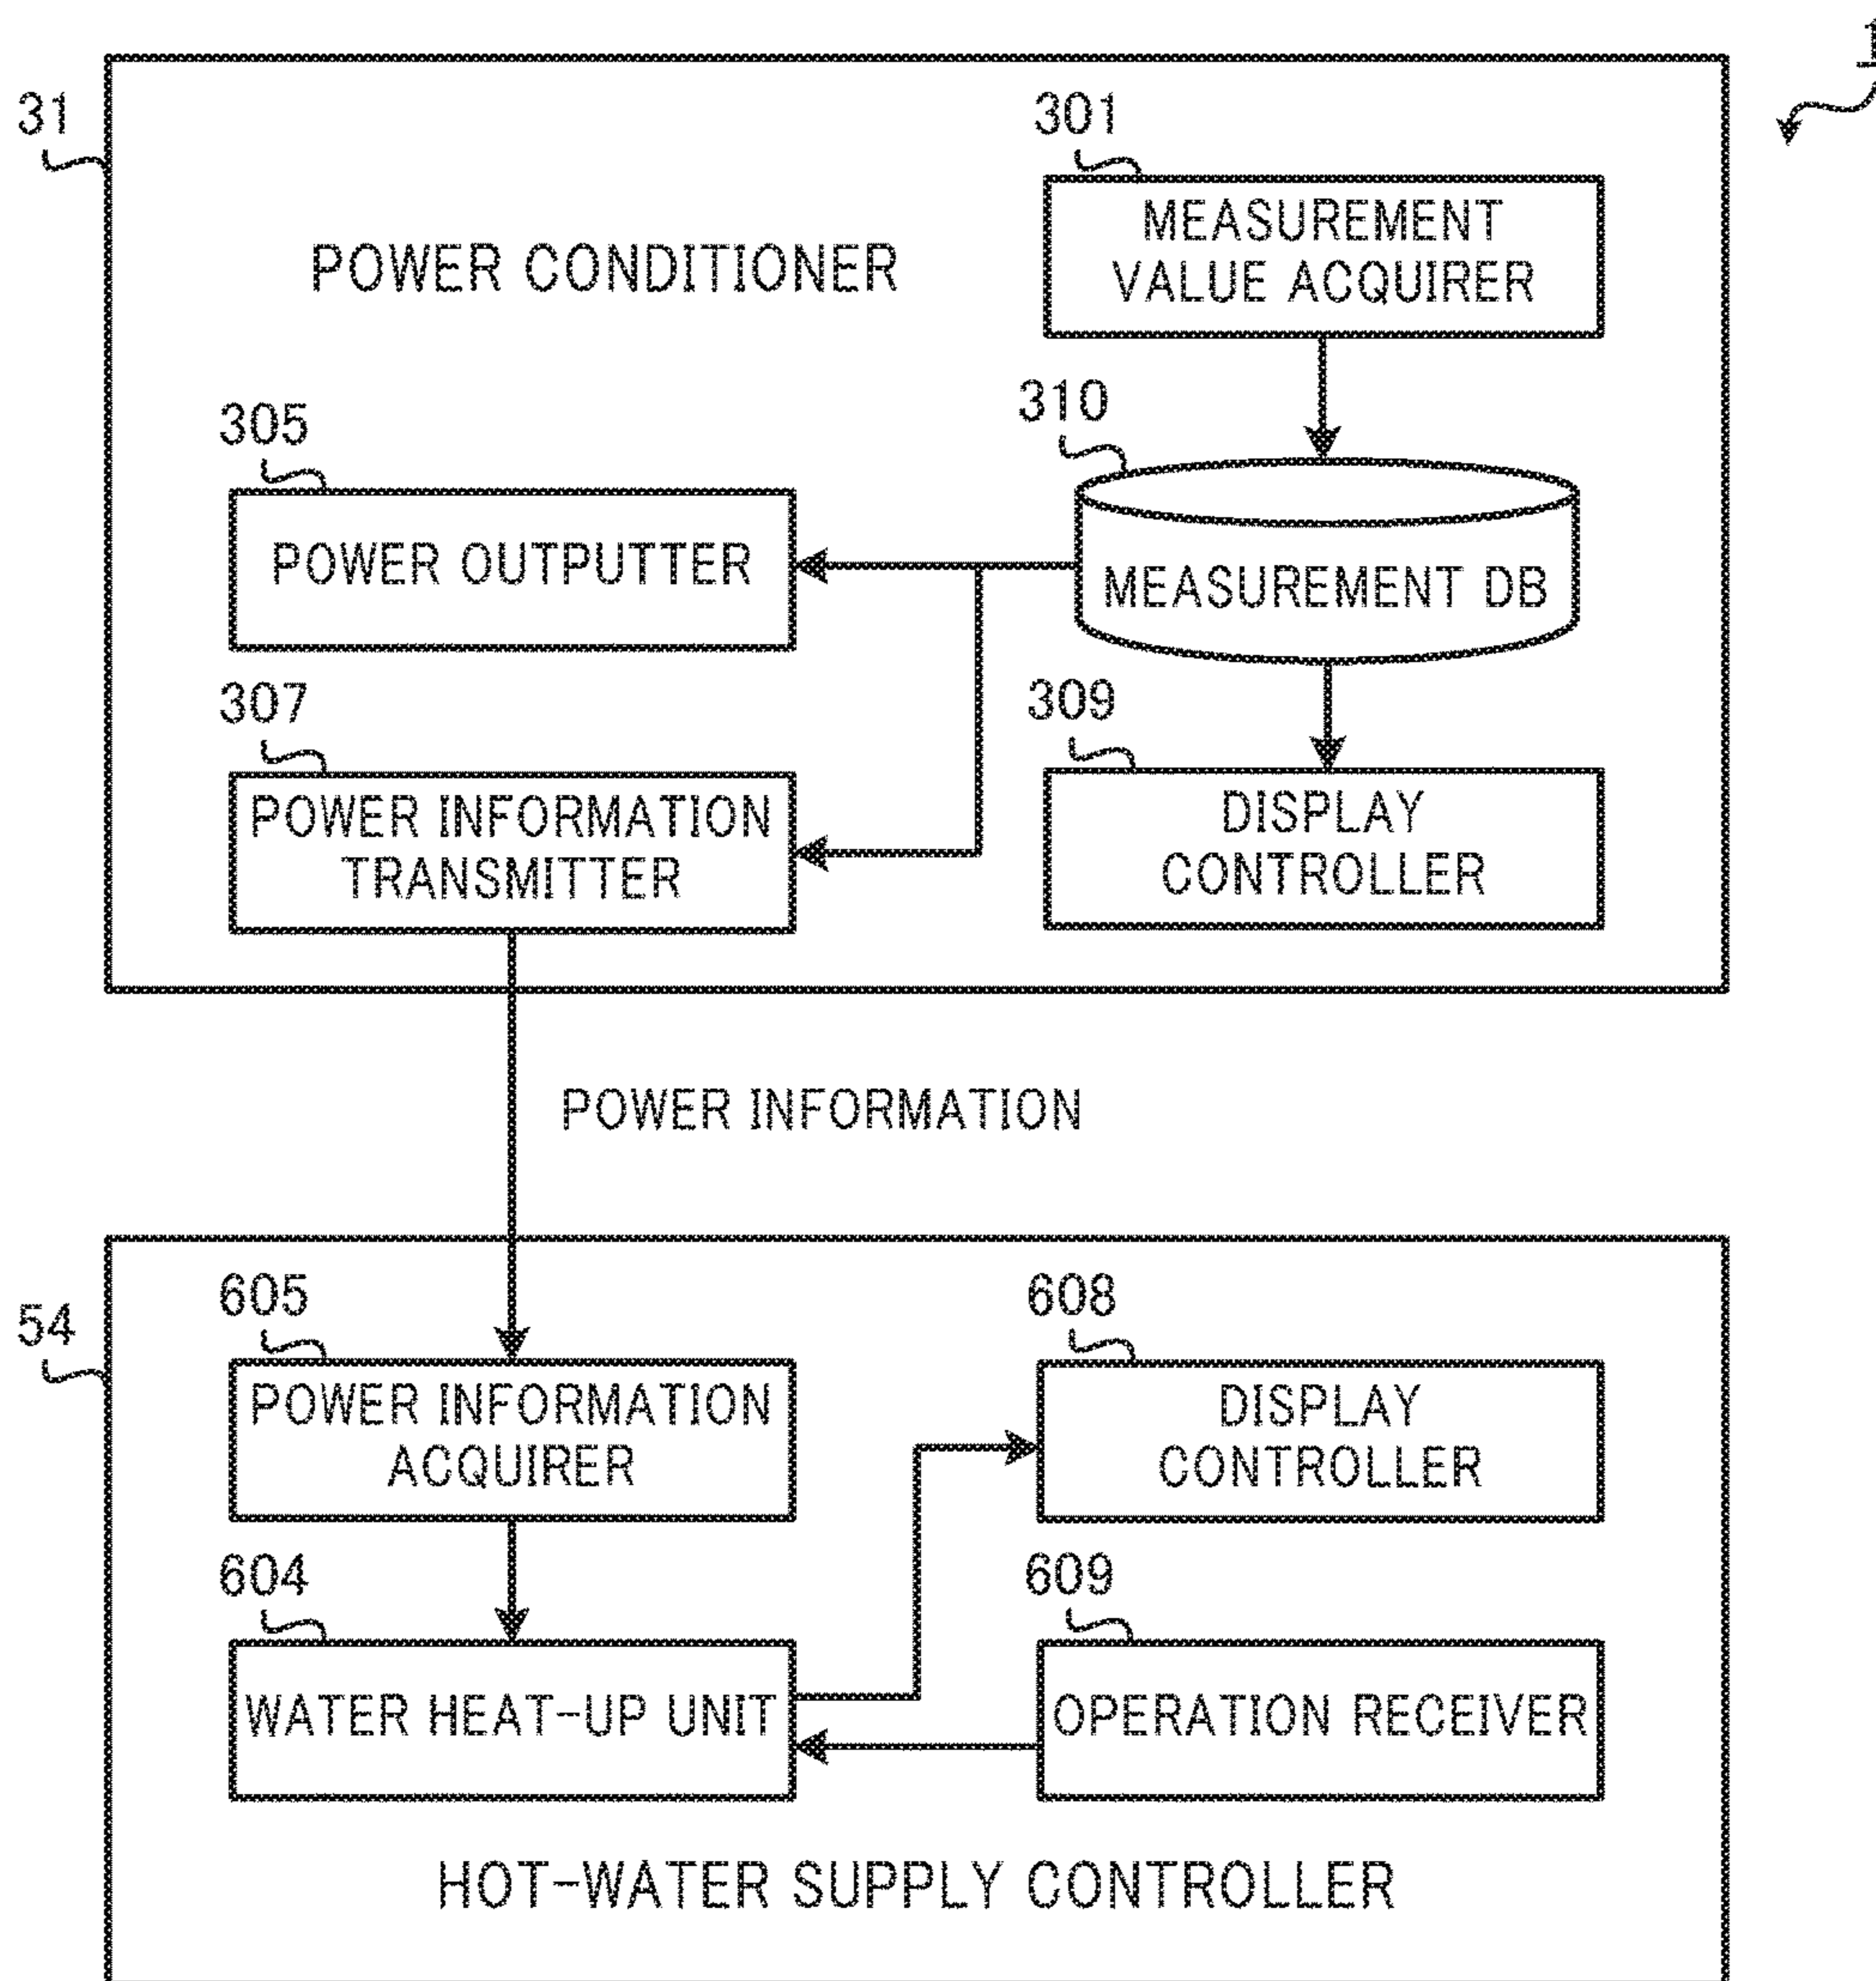 1
31
301
MEASUREMENT
VALUE ACQUIRER
POWER CONDITIONER
310
305
MEASUREMENT DB
POWER OUTPUTTER
307
309
POWER INFORMATION
TRANSMITTER
DISPLAY
CONTROLLER
POWER INFORMATION
54
605
608
POWER INFORMATION
ACQUIRER
DISPLAY
CONTROLLER
604
609
WATER HEAT-UP UNIT
OPERATION RECEIVER
HOT-WATER SUPPLY CONTROLLER